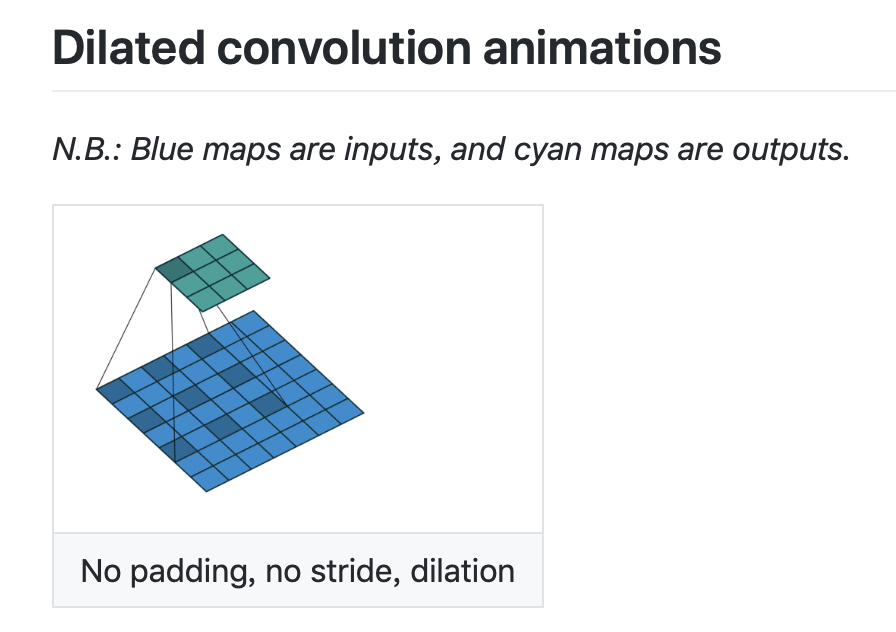 Dilated convolution animations
N.B.: Blue maps are inputs, and cyan maps are outputs.
No padding, no stride, dilation